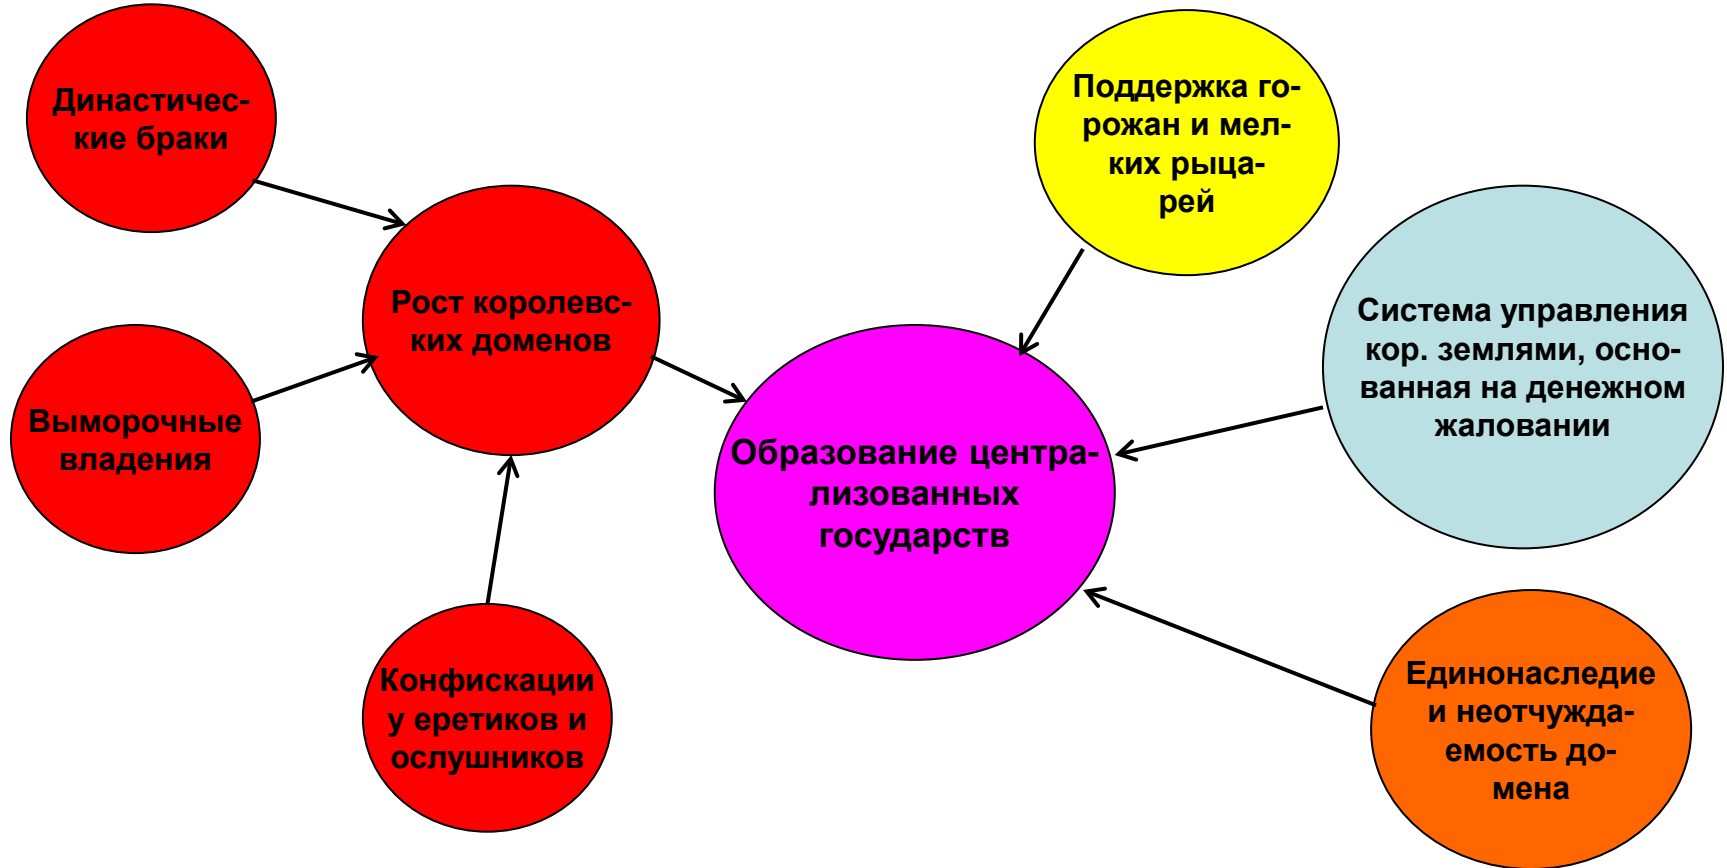 Династичес-
кие браки
Поддержка го-
рожан и мел-
ких рыца-
рей
Рост королевс-
ких доменов
Система управления
кор. землями, осно-
ванная на денежном
жаловании
Выморочные
владения
Образование центра-
лизованных
государств
Конфискации
у еретиков и
ослушников
Единонаследие
и неотчужда-
емость до-
мена